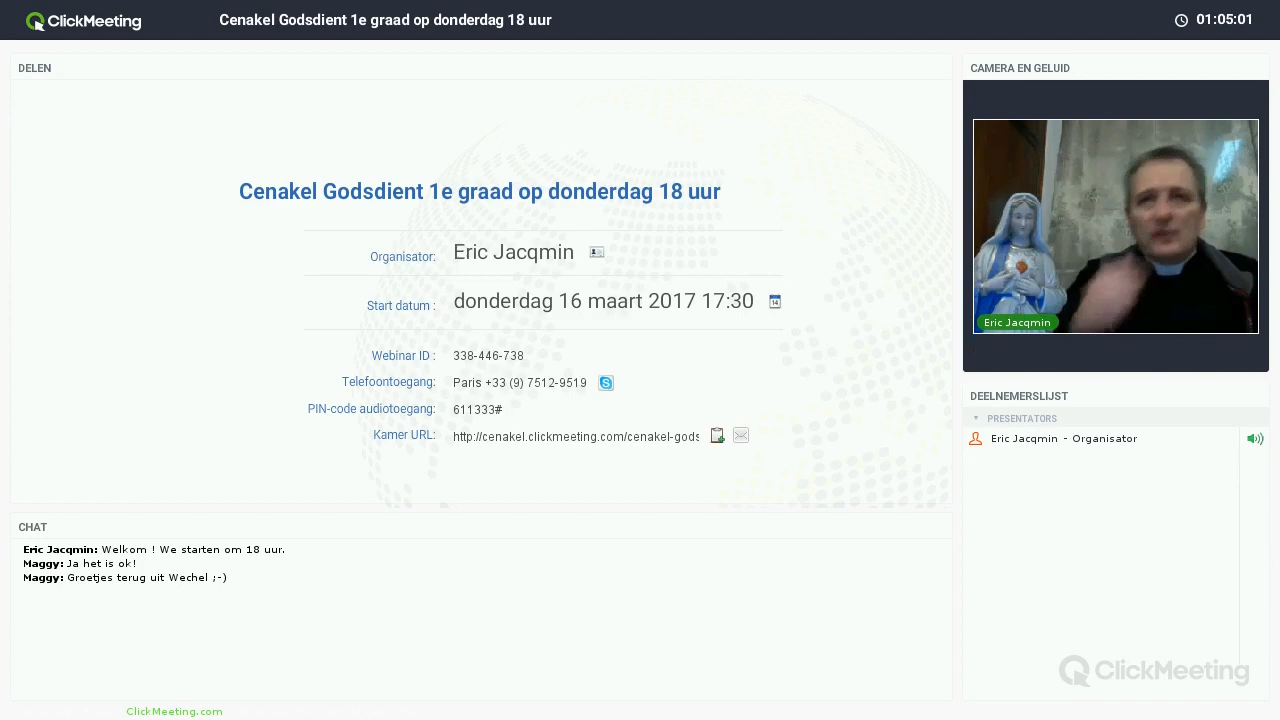 ClickMeeting
Cenakel Godsdient 1e graad op donderdag 18 uur
01:05:01
DELEN
Cenakel Godsdient 1e graad op donderdag 18 uur
Organisator: Eric Jacqmin
Start datum : donderdag 16 maart 2017 17:30
14
Webinar ID : 338-446-738
Telefoontoegang: Paris +33 (9) 7512-9519
PIN-code audiotoegang: 611333#
Kamer URL: http://cenakel.clickmeeting.com/cenakel-gods
CHAT
Eric Jacqmin: Welkom ! We starten om 18 uur.
Maggy: Ja het is ok!
Maggy: Groetjes terug uit Wechel ;-)
CAMERA EN GELUID
Eric Jacqmin
DEELNEMERSLIJST
PRESENTATORS
Eric Jacqmin - Organisator
ClickMeeting
ClickMeeting.com